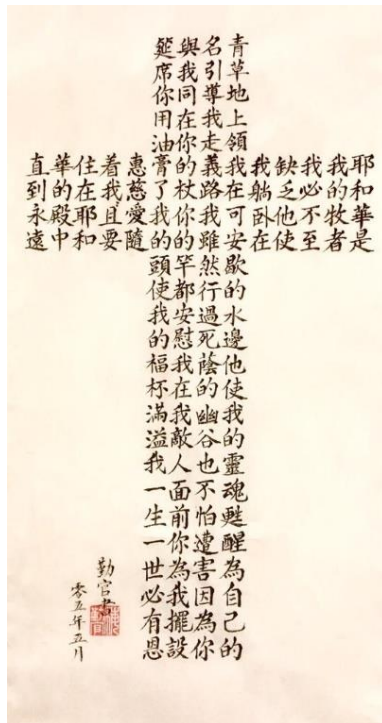 耶和華是
我的牧者
我必不至
缺乏他使
我躺卧在
青草地上領我在可安歇的水邊他使我的靈魂甦醒為自己的
名引導我走義路我雖然行過死蔭的幽谷也不怕遭害因為你
與我同在你的杖你的竿都安慰我在我敵人面前你為我擺設
筵席你用油膏了我的頭使我的福杯滿溢我一生一世必有恩
惠慈愛隨
着我且要
住在耶和
華的殿中
直到永遠
勤宮書
零五年五月